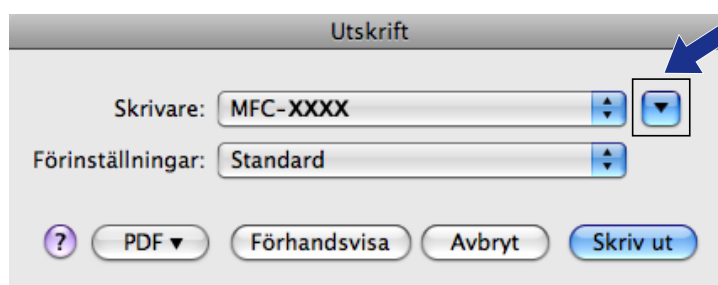 Utskrift
Skrivare: MFC-XXXX
Förinställningar: Standard
? PDF ▼ Förhandsvisa Avbryt Skriv ut